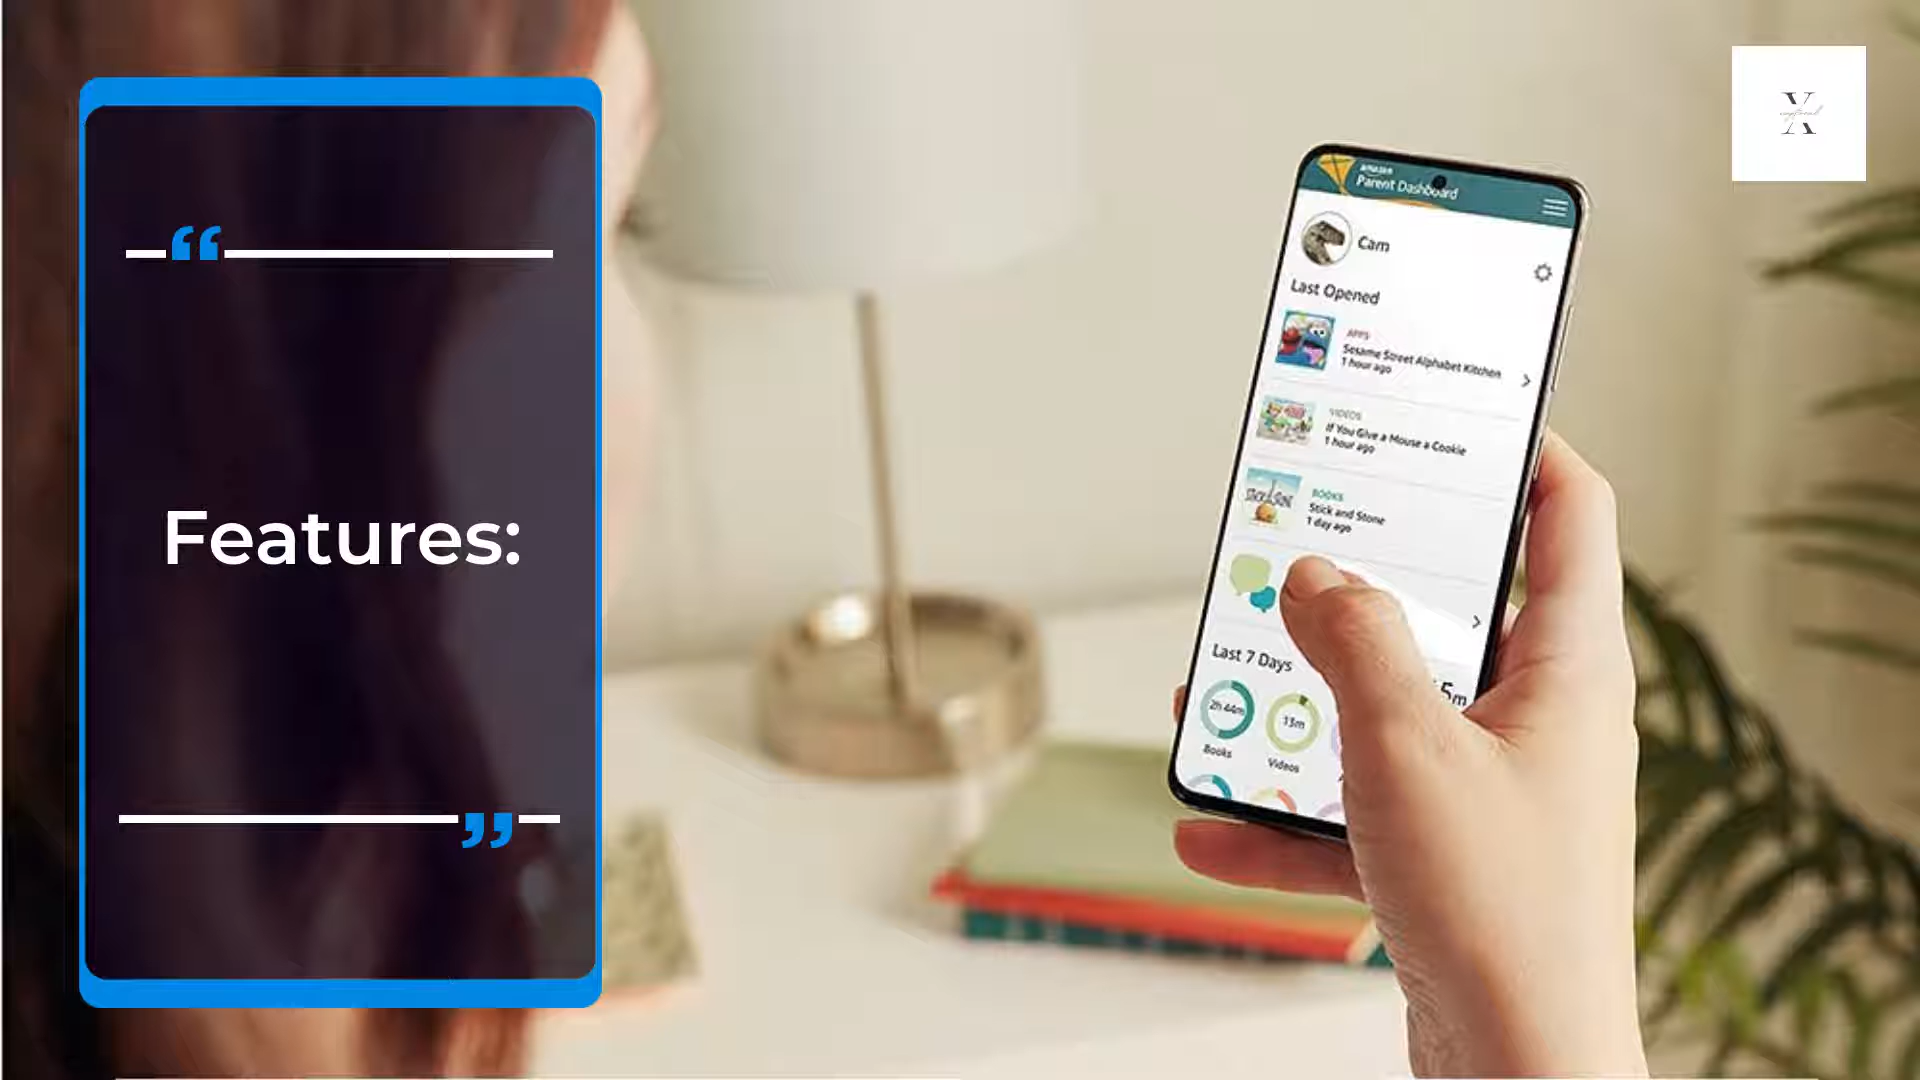 Features:
amazon
Parent Dashboard
Cam
Last Opened
APPS
Sesame Street Alphabet Kitchen
1 hour ago
VIDEOS
If You Give a Mouse a Cookie
1 hour ago
BOOKS
Stick and Stone
1 day ago
Last 7 Days
5m
2h 44m
13m
Books
Videos
X